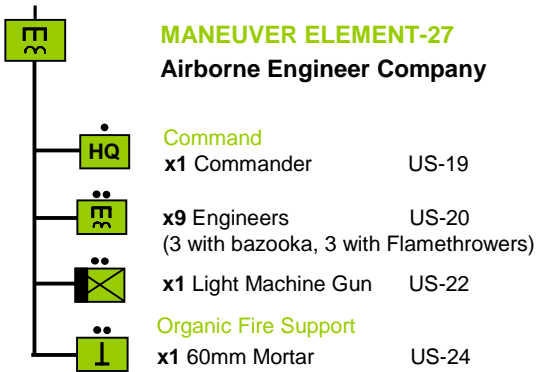 MANEUVER ELEMENT-27
Airborne Engineer Company
Command
HQ x1 Commander US-19
x9 Engineers US-20
(3 with bazooka, 3 with Flamethrowers)
x1 Light Machine Gun US-22
Organic Fire Support
x1 60mm Mortar US-24